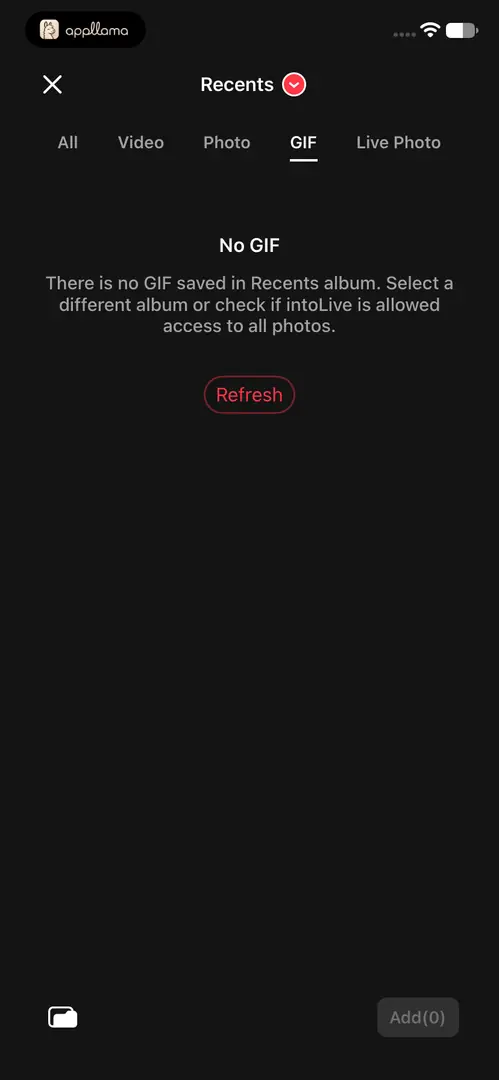 appllama
Recents
All Video Photo GIF Live Photo
No GIF
There is no GIF saved in Recents album. Select a
different album or check if intoLive is allowed
access to all photos.
Refresh
Add(0)